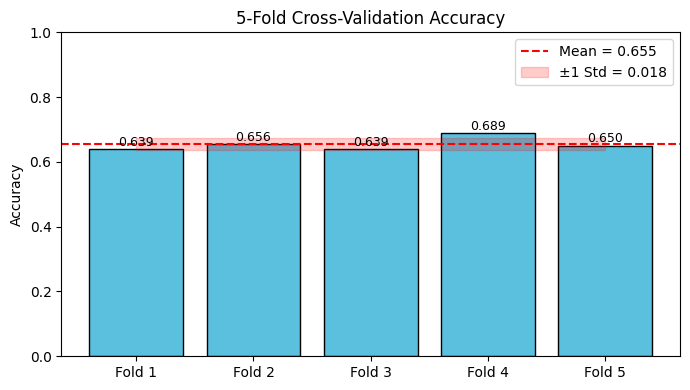 5-Fold Cross-Validation Accuracy
Mean = 0.655
±1 Std = 0.018
Accuracy
1.0
0.8
0.6
0.4
0.2
0.0
0.639
0.656
0.639
0.689
0.650
Fold 1
Fold 2
Fold 3
Fold 4
Fold 5